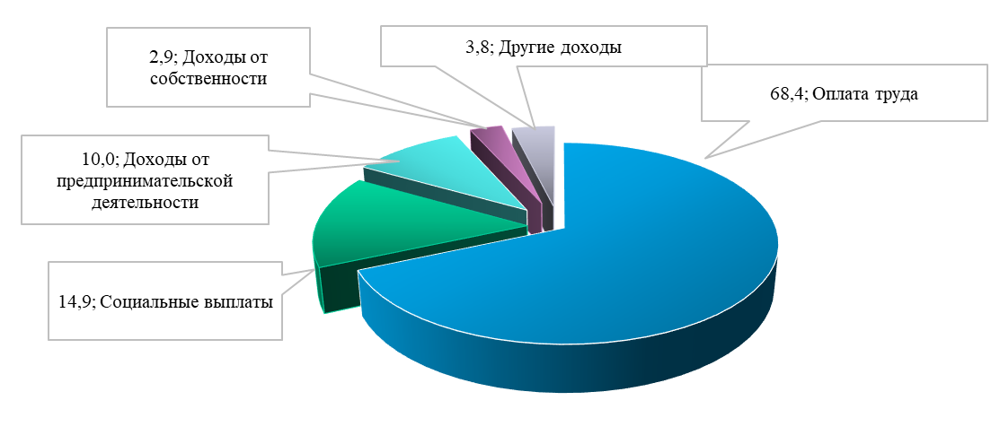 3,8; Другие доходы
2,9; Доходы от
собственности
68,4; Оплата труда
10,0; Доходы от
предпринимательской
деятельности
14,9; Социальные выплаты